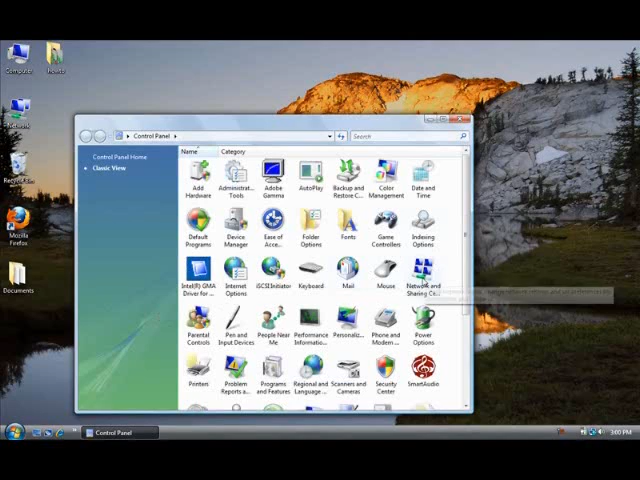 Computer
Howto
Network
Recycle Bin
Mozilla
Firefox
Documents
Control Panel
Search
Control Panel Home
Classic View
Name
Category
Add
Hardware
Administrat...
Tools
Adobe
Gamma
AutoPlay
Backup and
Restore C...
Color
Management
Date and
Time
Default
Programs
Device
Manager
Ease of
Acce...
Folder
Options
Fonts
Game
Controllers
Indexing
Options
Intel(R) GMA
Driver for ...
Internet
Options
iSCSI Initiator
Keyboard
Mail
Mouse
Network and
Sharing Ce...
Parental
Controls
Pen and
Input Devices
People Near
Me
Performance
Information ...
Personaliz...
Phone and
Modem ...
Power
Options
Printers
Problem
Reports a...
Programs
and Features
Regional and
Language ...
Scanners and
Cameras
Security
Center
SmartAudio
Control Panel
3:00 PM